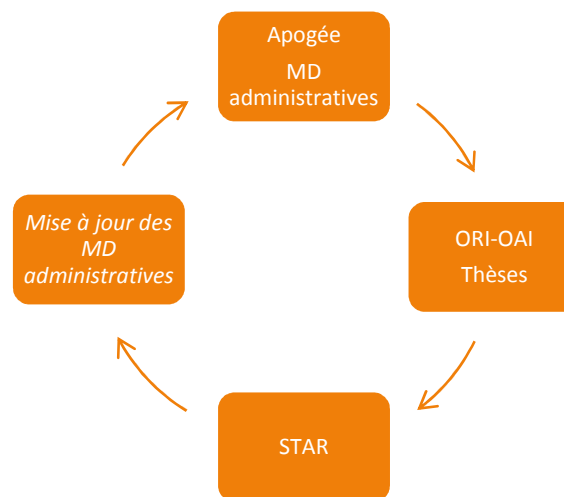 Apogée
MD
administratives
ORI-OAI
Thèses
STAR
Mise à jour des
MD
administratives